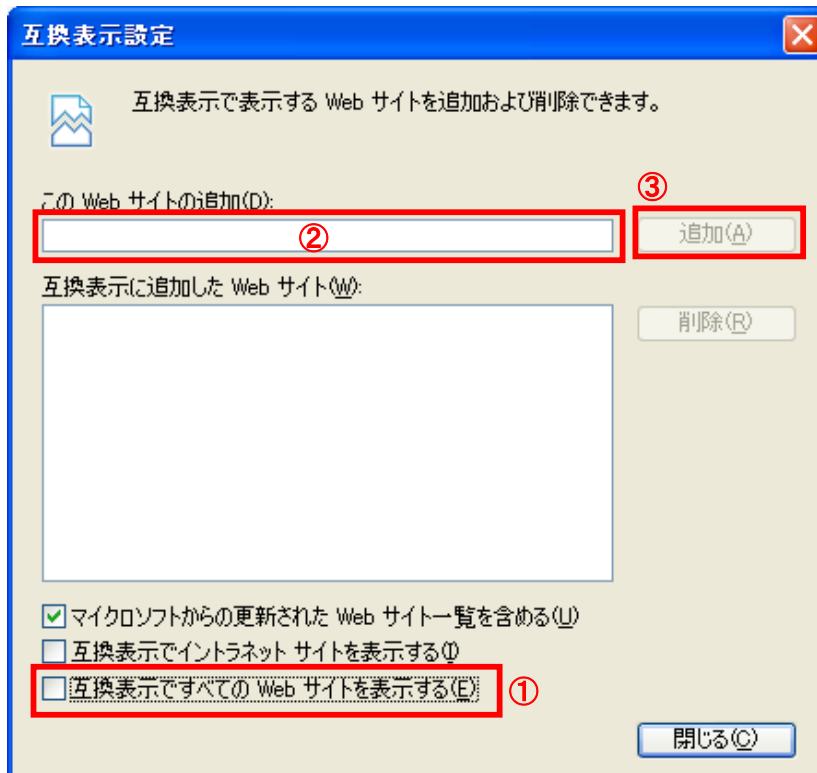 互換表示設定
互換表示で表示する Web サイトを追加および削除できます。
この Web サイトの追加(D):
③
②
追加(A)
互換表示に追加した Web サイト(W):
削除(R)
マイクロソフトからの更新された Web サイト一覧を含める(U)
互換表示でイントラネット サイトを表示する(I)
互換表示ですべての Web サイトを表示する(E)
①
閉じる(C)